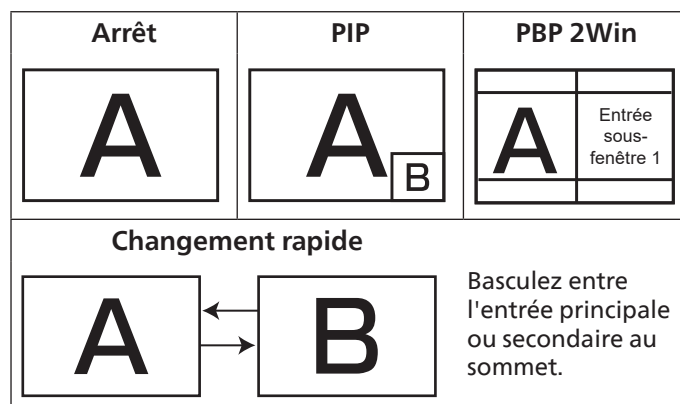 Arrêt
PIP
PBP 2Win
A
A
B
A
Entrée
sous-
fenêtre 1
Changement rapide
A
B
Basculez entre
l'entrée principale
ou secondaire au
sommet.